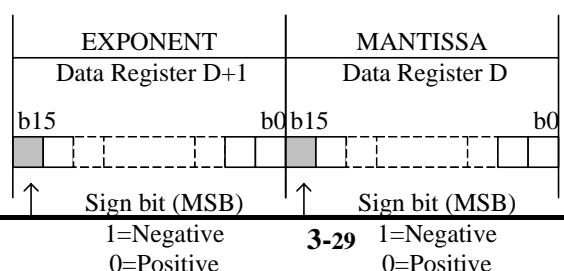 EXPONENT MANTISSA
Data Register D+1 Data Register D
b15 b0 b15 b0
Sign bit (MSB) Sign bit (MSB)
1=Negative 3-29 1=Negative
0=Positive 0=Positive